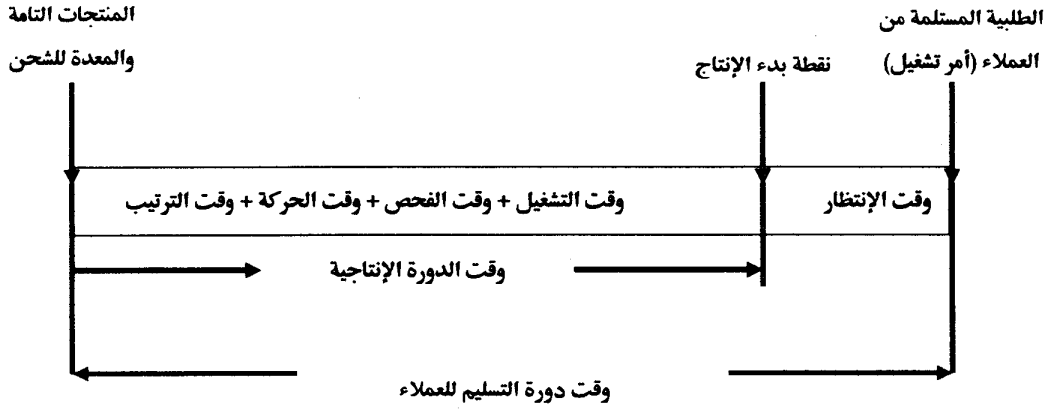 الطلبية المستلمة من
العملاء (أمر تشغيل)
نقطة بدء الإنتاج
المنتجات التامة
والمعدة للشحن
وقت الإنتظار
وقت التشغيل + وقت الفحص + وقت الحركة + وقت الترتيب
وقت الدورة الإنتاجية
وقت دورة التسليم للعملاء